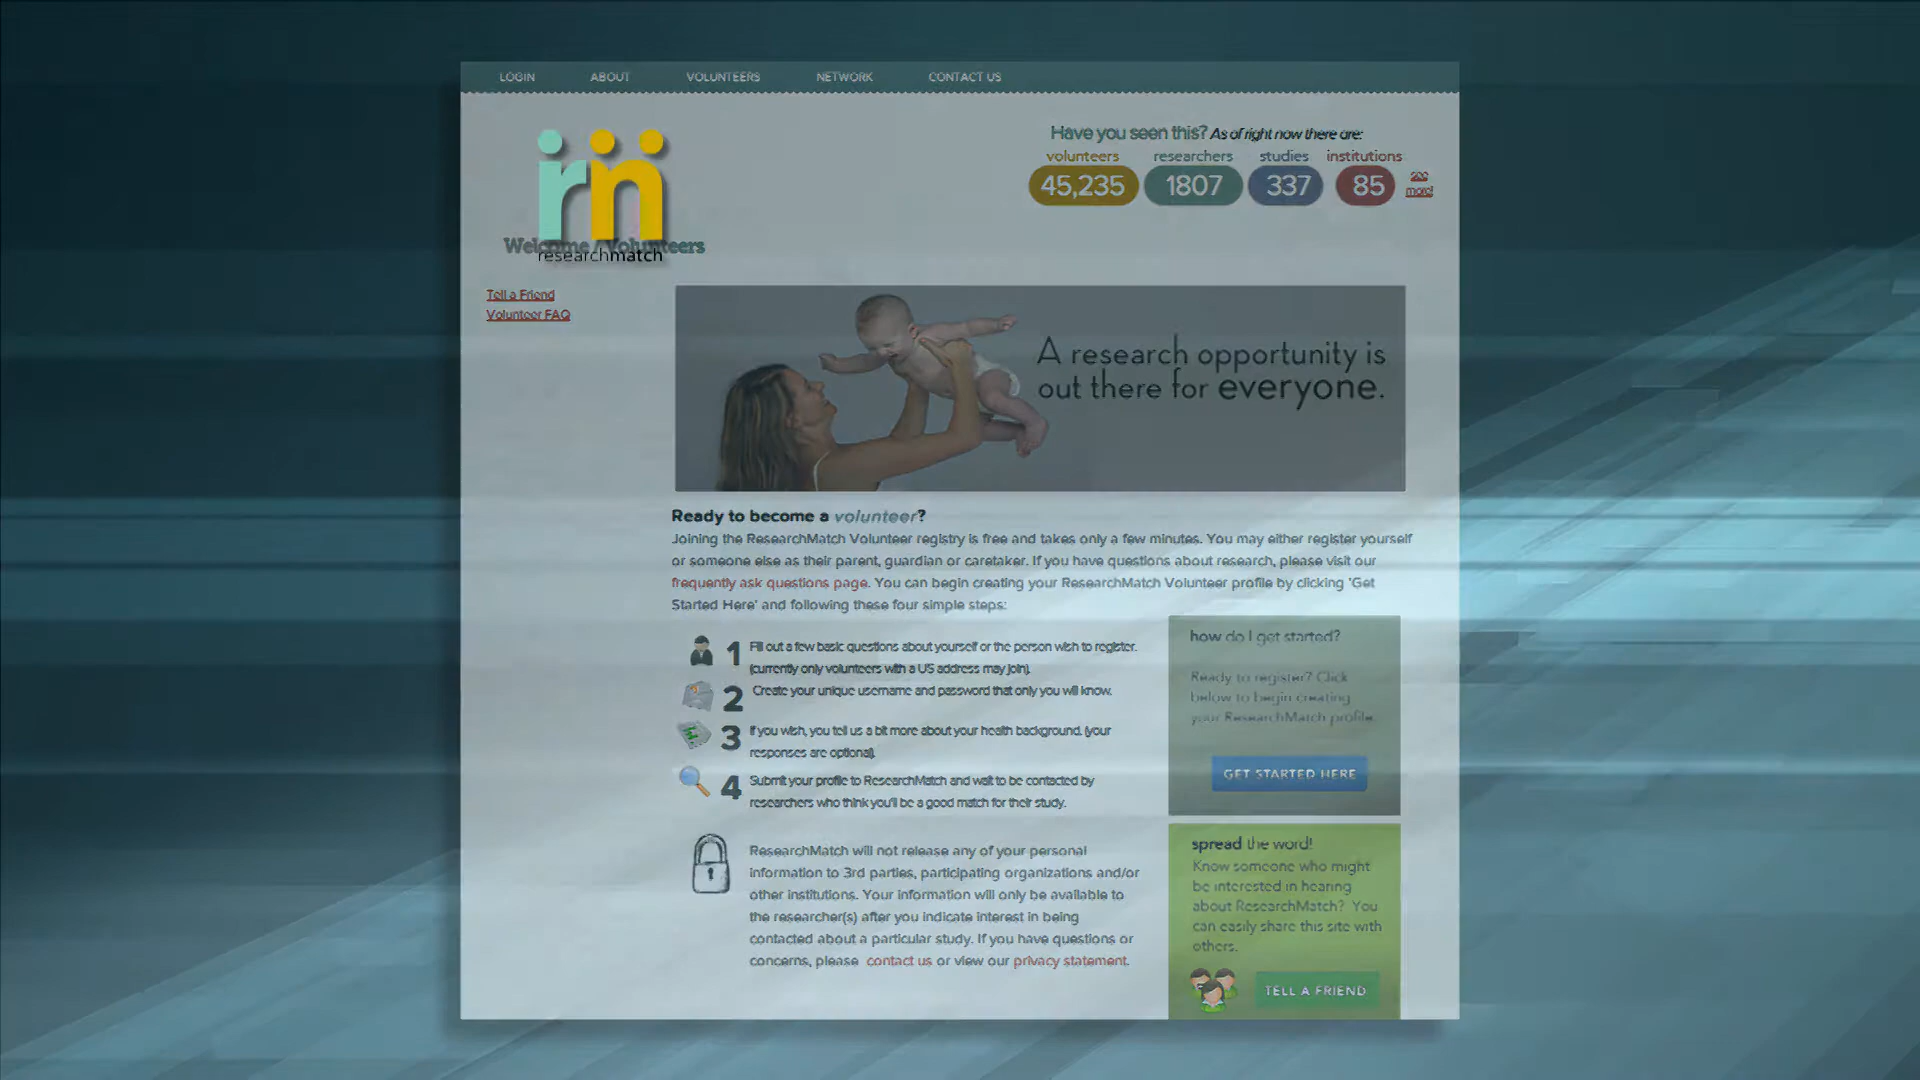 LOGIN ABOUT VOLUNTEERS NETWORK CONTACT US
Have you seen this? As of right now there are:
volunteers researchers studies institutions
45,235 1807 337 85 see
more!
rm
Welcome / Volunteers
researchmatch
Tell a Friend
Volunteer FAQ
A research opportunity is
out there for everyone.
Ready to become a volunteer?
Joining the ResearchMatch Volunteer registry is free and takes only a few minutes. You may either register yourself
or someone else as their parent, guardian or caretaker. If you have questions about research, please visit our
frequently ask questions page. You can begin creating your ResearchMatch Volunteer profile by clicking 'Get
Started Here' and following these four simple steps:
1 Fill out a few basic questions about yourself or the person wish to register.
(currently only volunteers with a US address may join).
2 Create your unique username and password that only you will know.
3 If you wish, you tell us a bit more about your health background. (your
responses are optional).
4 Submit your profile to ResearchMatch and wait to be contacted by
researchers who think you'll be a good match for their study.
ResearchMatch will not release any of your personal
information to 3rd parties, participating organizations and/or
other institutions. Your information will only be available to
the researcher(s) after you indicate interest in being
contacted about a particular study. If you have questions or
concerns, please contact us or view our privacy statement.
how do I get started?
Ready to register? Click
below to begin creating
your ResearchMatch profile.
GET STARTED HERE
spread the word!
Know someone who might
be interested in hearing
about ResearchMatch? You
can easily share this site with
others.
TELL A FRIEND